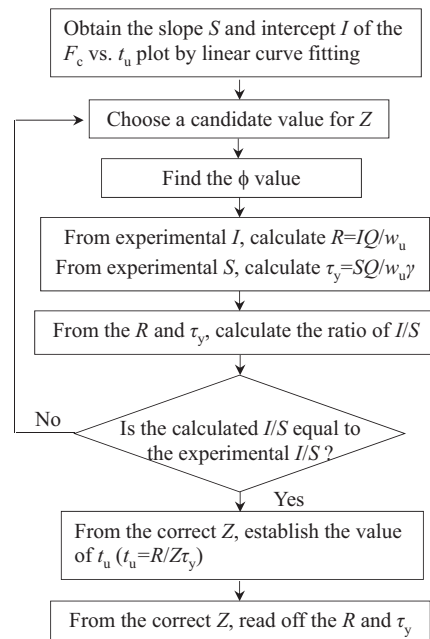 Obtain the slope S and intercept I of the
Fc vs. tu plot by linear curve fitting
Choose a candidate value for Z
Find the ϕ value
From experimental I, calculate R=IQ/wu
From experimental S, calculate τy=SQ/wuγ
From the R and τy, calculate the ratio of I/S
No
Is the calculated I/S equal to
the experimental I/S ?
Yes
From the correct Z, establish the value
of tu (tu=R/Zτy)
From the correct Z, read off the R and τy